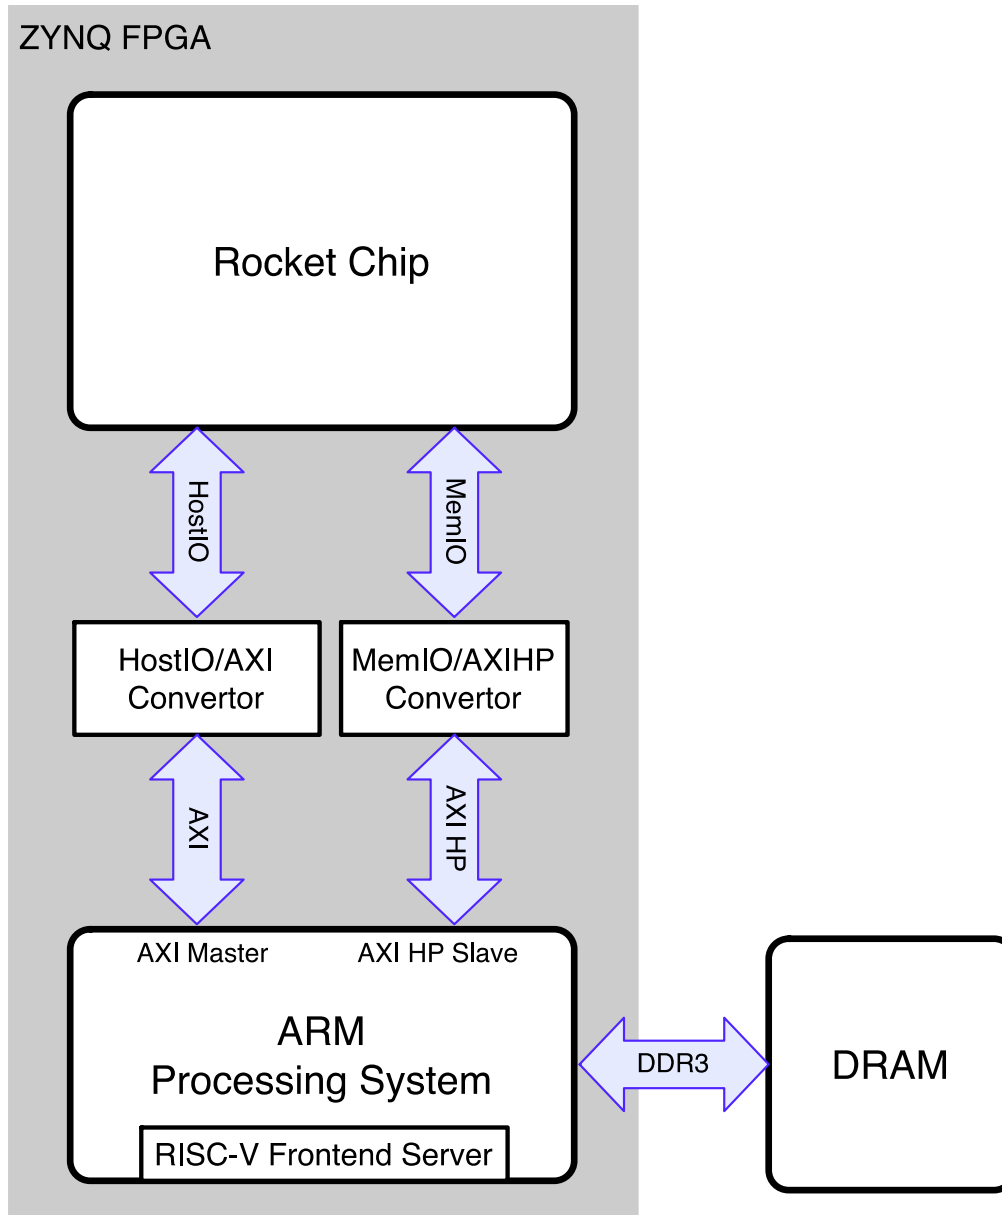 ZYNQ FPGA
Rocket Chip
HostIO
MemIO
HostIO/AXI
Convertor
MemIO/AXIHP
Convertor
AXI
AXI HP
AXI Master
AXI HP Slave
ARM
Processing System
RISC-V Frontend Server
DDR3
DRAM